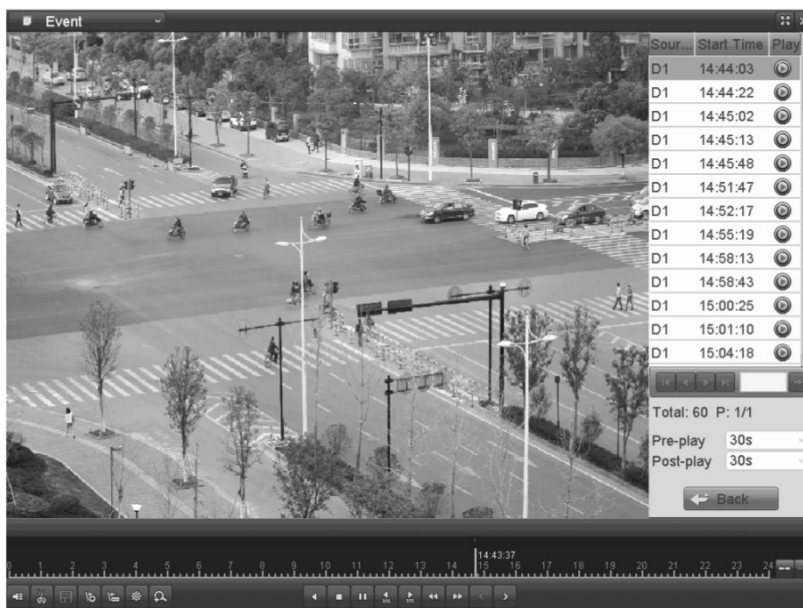 Event
Sour... Start Time Play
D1 14:44:03
D1 14:44:22
D1 14:45:02
D1 14:45:13
D1 14:45:48
D1 14:51:47
D1 14:52:17
D1 14:55:19
D1 14:58:13
D1 14:58:43
D1 15:00:25
D1 15:01:10
D1 15:04:18
Total: 60 P: 1/1
Pre-play 30s
Post-play 30s
Back
14:43:37
0 1 2 3 4 5 6 7 8 9 10 11 12 13 14 15 16 17 18 19 20 21 22 23 24